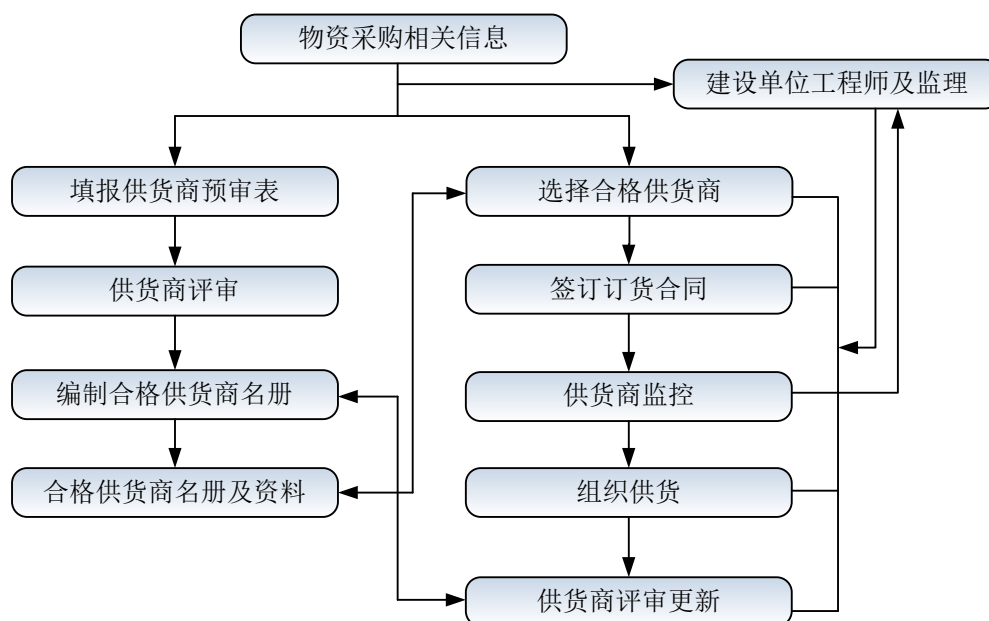 物资采购相关信息
建设单位工程师及监理
填报供货商预审表
选择合格供货商
供货商评审
签订订货合同
编制合格供货商名册
供货商监控
合格供货商名册及资料
组织供货
供货商评审更新